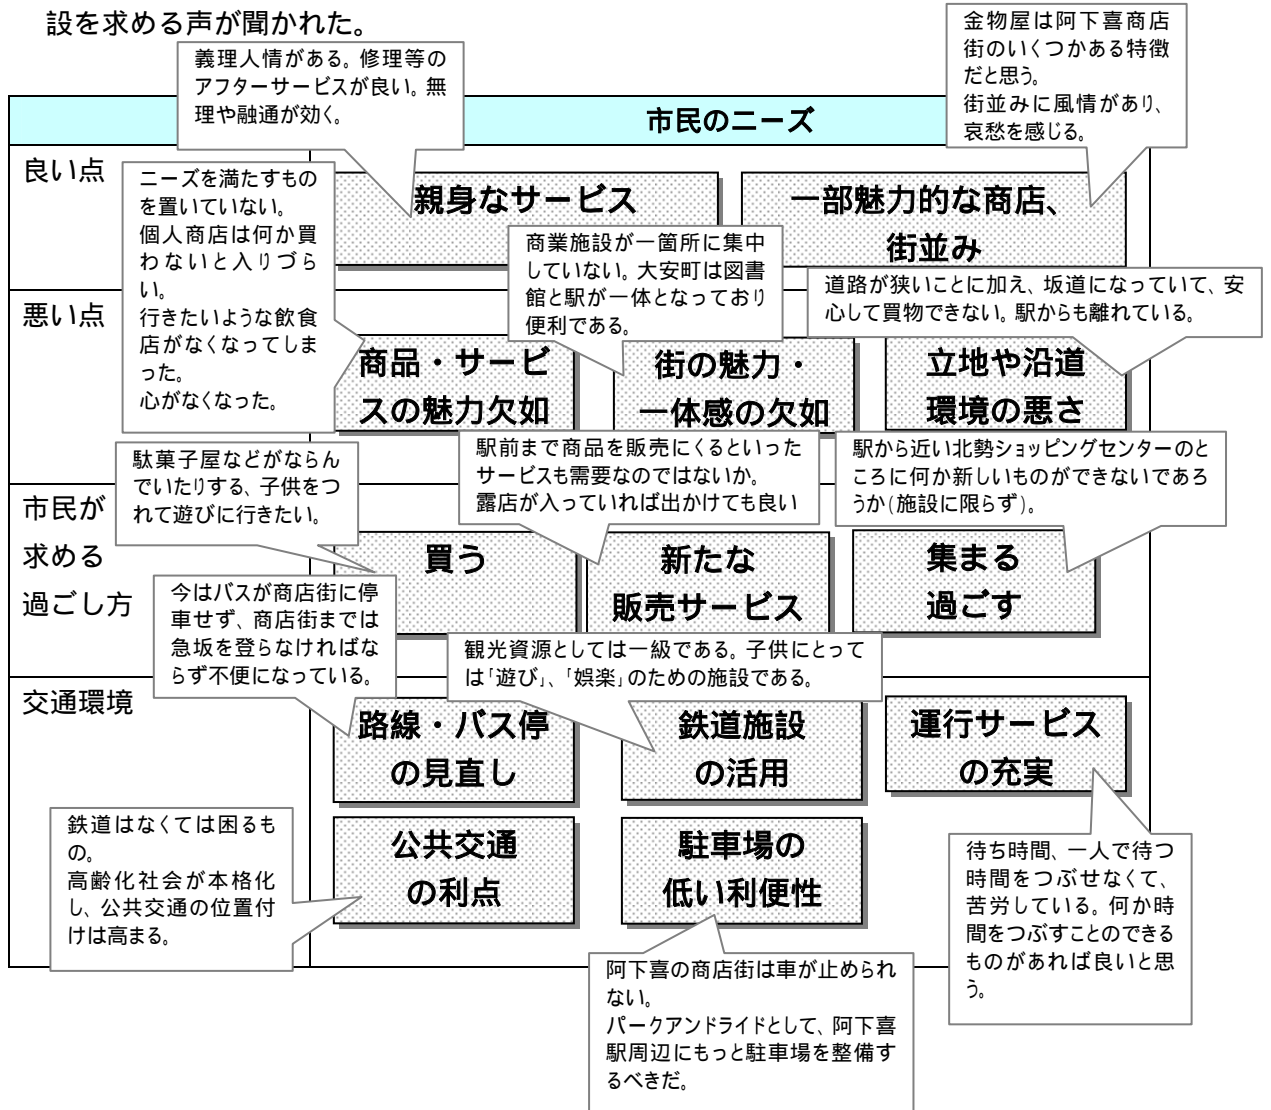 設を求める声が聞かれた。
義理人情がある。修理等の
アフターサービスが良い。無
理や融通が効く。
金物屋は阿下喜商店
街のいくつかある特徴
だと思う。
街並みに風情があり、
哀愁を感じる。
市民のニーズ
良い点
親身なサービス
一部魅力的な商店、
街並み
ニーズを満たすもの
を置いていない。
個人商店は何か買
わないと入りづら
い。
行きたいような飲食
店がなくなってしま
った。
心がなくなった。
商業施設が一箇所に集中
していない。大安町は図書
館と駅が一体となっており
便利である。
道路が狭いことに加え、坂道になっていて、安
心して買物できない。駅からも離れている。
悪い点
商品・サービ
スの魅力欠如
街の魅力・
一体感の欠如
立地や沿道
環境の悪さ
駄菓子屋などがならん
でいたりする、子供をつ
れて遊びに行きたい。
駅前まで商品を販売にくるといった
サービスも需要なのではないか。
露店が入っていれば出かけても良い
駅から近い北勢ショッピングセンターのと
ころに何か新しいものができないであろ
うか(施設に限らず)。
市民が
求める
過ごし方
買う
新たな
販売サービス
集まる
過ごす
今はバスが商店街に停
車せず、商店街までは
急坂を登らなければな
らず不便になっている。
観光資源としては一級である。子供にとって
は「遊び」、「娯楽」のための施設である。
交通環境
路線・バス停
の見直し
鉄道施設
の活用
運行サービス
の充実
鉄道はなくては困るも
の。
高齢化社会が本格化
し、公共交通の位置付
けは高まる。
公共交通
の利点
駐車場の
低い利便性
待ち時間、一人で待つ
時間をつぶせなくて、
苦労している。何か時
間をつぶすことのできる
ものがあれば良いと思
う。
阿下喜の商店街は車が止められ
ない。
パークアンドライドとして、阿下喜
駅周辺にもっと駐車場を整備す
るべきだ。